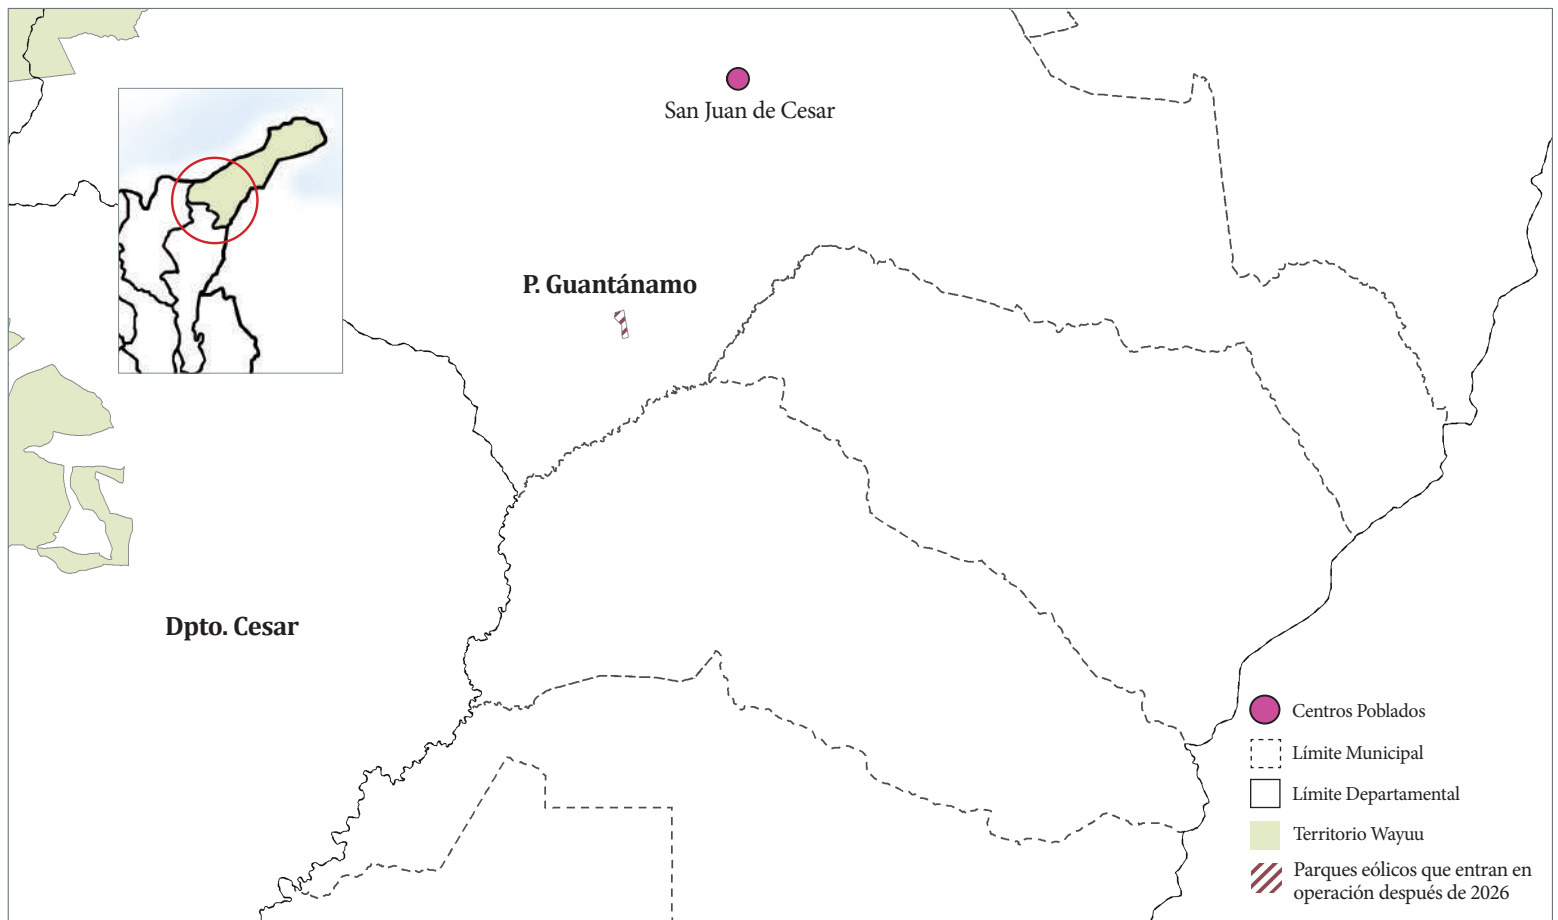 San Juan de Cesar
P. Guantánamo
Dpto. Cesar
Centros Poblados
Límite Municipal
Límite Departamental
Territorio Wayuu
Parques eólicos que entran en
operación después de 2026